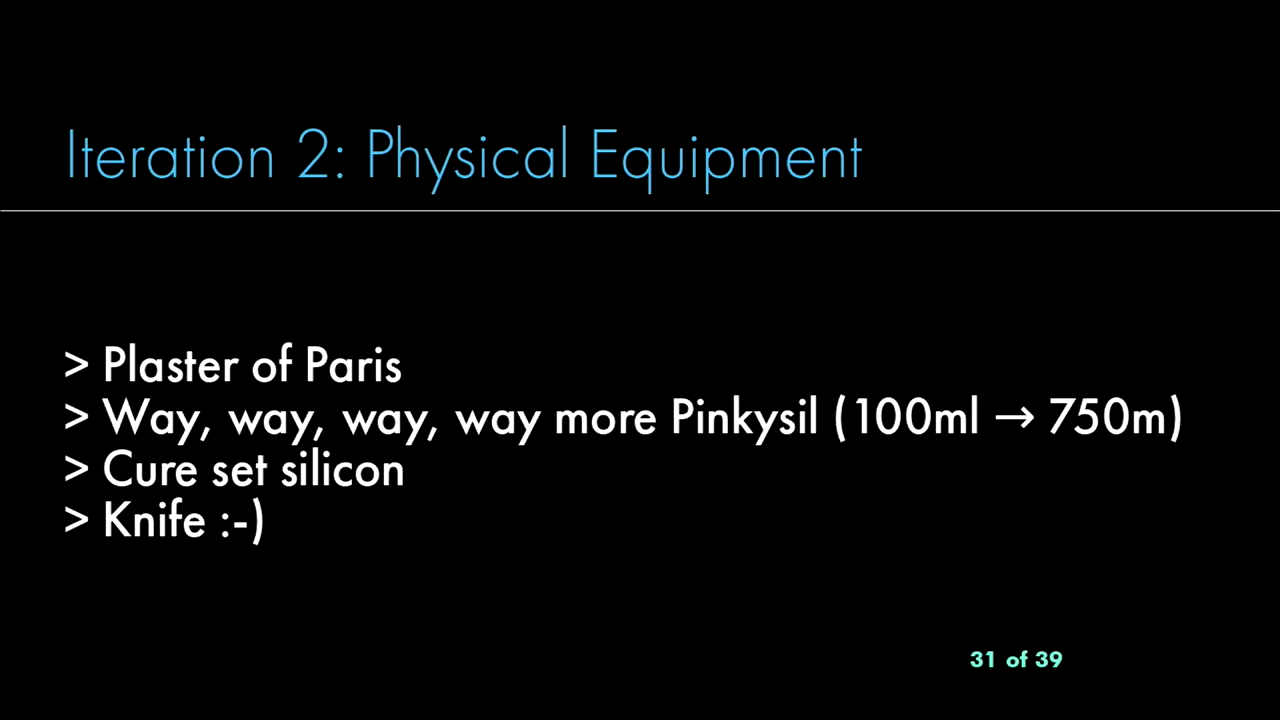 Iteration 2: Physical Equipment
> Plaster of Paris
> Way, way, way, way more Pinkysil (100ml → 750m)
> Cure set silicon
> Knife :-)
31 of 39